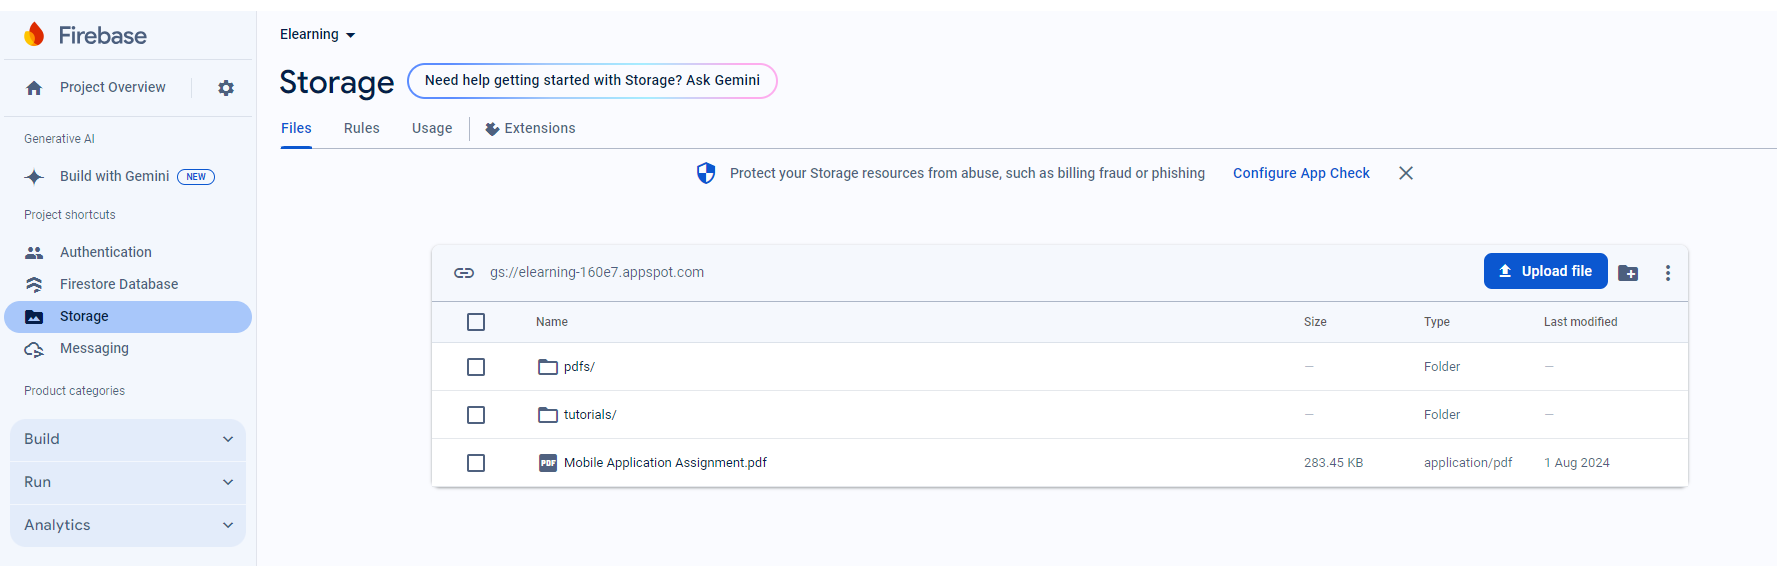 Firebase
Project Overview
Generative AI
Build with Gemini NEW
Project shortcuts
Authentication
Firestore Database
Storage
Messaging
Product categories
Build
Run
Analytics
Elearning
Storage Need help getting started with Storage? Ask Gemini
Files Rules Usage Extensions
Protect your Storage resources from abuse, such as billing fraud or phishing Configure App Check
gs://elearning-160e7.appspot.com Upload file
Name Size Type Last modified
pdfs/ — Folder —
tutorials/ — Folder —
PDF Mobile Application Assignment.pdf 283.45 KB application/pdf 1 Aug 2024